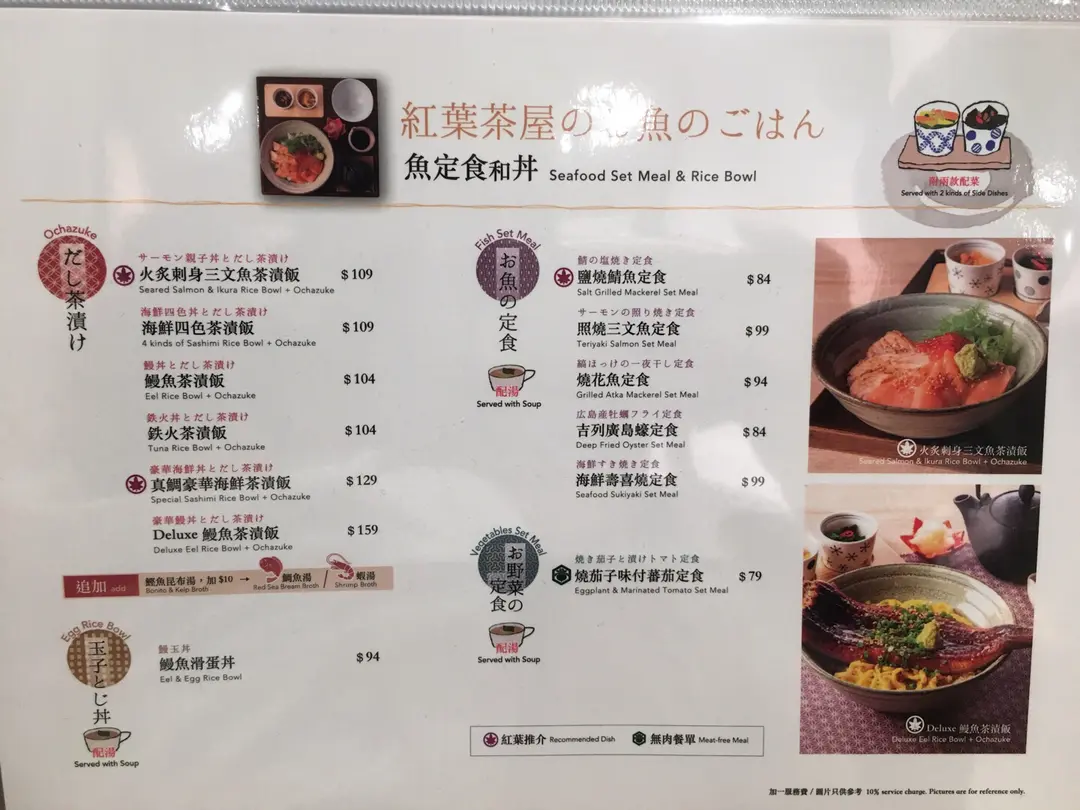 紅葉茶屋のお魚のごはん
魚定食和丼 Seafood Set Meal & Rice Bowl
附兩款配菜
Served with 2 kinds of Side Dishes
Ochazuke
だし茶漬け
サーモン親子丼とだし茶漬け
火炙刺身三文魚茶漬飯 $109
Seared Salmon & Ikura Rice Bowl + Ochazuke
海鮮四色丼とだし茶漬け
海鮮四色茶漬飯 $109
4 kinds of Sashimi Rice Bowl + Ochazuke
鰻丼とだし茶漬け
鰻魚茶漬飯 $104
Eel Rice Bowl + Ochazuke
鉄火丼とだし茶漬け
鉄火茶漬飯 $104
Tuna Rice Bowl + Ochazuke
豪華海鮮丼とだし茶漬け
真鯛豪華海鮮茶漬飯 $129
Special Sashimi Rice Bowl + Ochazuke
豪華鰻丼とだし茶漬け
Deluxe 鰻魚茶漬飯 $159
Deluxe Eel Rice Bowl + Ochazuke
追加 add 鰹魚昆布湯，加 $10 → 鯛魚湯 / 蝦湯
Bonito & Kelp Broth Red Sea Bream Broth Shrimp Broth
Egg Rice Bowl
玉子とじ丼
配湯
Served with Soup
鰻玉丼
鰻魚滑蛋丼 $94
Eel & Egg Rice Bowl
Fish Set Meal
お魚の定食
配湯
Served with Soup
鯖の塩焼き定食
鹽燒鯖魚定食 $84
Salt Grilled Mackerel Set Meal
サーモンの照り焼き定食
照燒三文魚定食 $99
Teriyaki Salmon Set Meal
縞ほっけの一夜干し定食
燒花魚定食 $94
Grilled Atka Mackerel Set Meal
広島産牡蠣フライ定食
吉列廣島蠔定食 $84
Deep Fried Oyster Set Meal
海鮮すき焼き定食
海鮮壽喜燒定食 $99
Seafood Sukiyaki Set Meal
Vegetables Set Meal
お野菜の定食
配湯
Served with Soup
焼き茄子と漬けトマト定食
燒茄子味付蕃茄定食 $79
Eggplant & Marinated Tomato Set Meal
紅葉推介 Recommended Dish 無肉餐單 Meat-free Meal
火炙刺身三文魚茶漬飯
Seared Salmon & Ikura Rice Bowl + Ochazuke
Deluxe 鰻魚茶漬飯
Deluxe Eel Rice Bowl + Ochazuke
加一服務費 / 圖片只供參考 10% service charge. Pictures are for reference only.